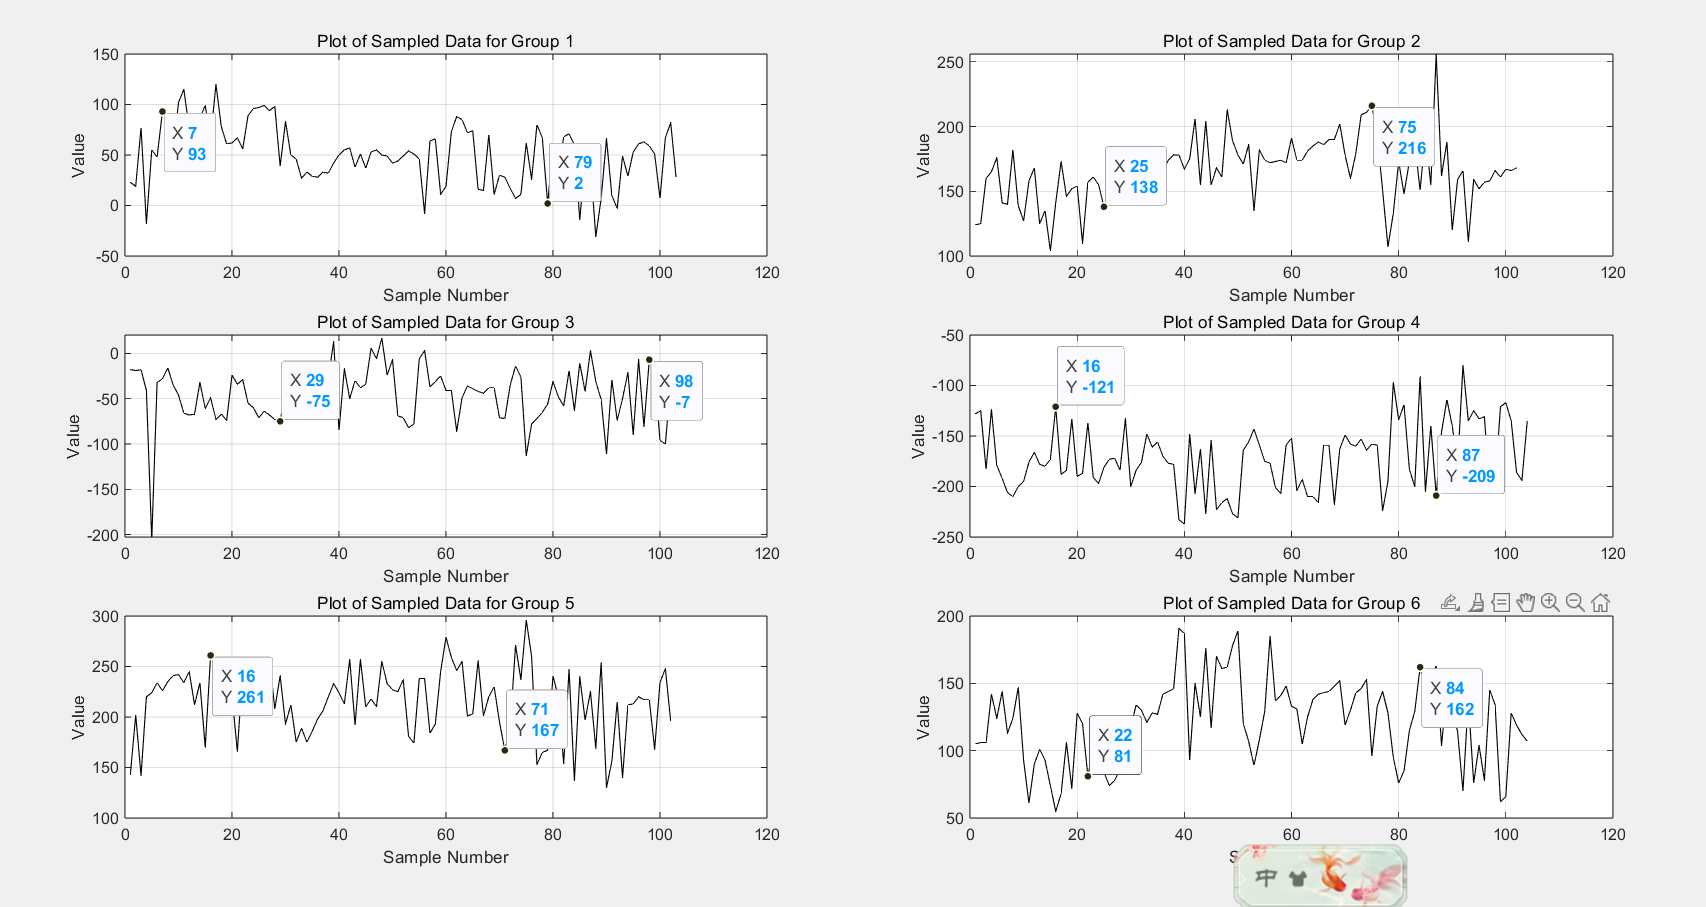 Plot of Sampled Data for Group 1
150
100
50
0
-50
Value
X 7
Y 93
X 79
Y 2
0 20 40 60 80 100 120
Sample Number
Plot of Sampled Data for Group 2
250
200
150
100
Value
X 25
Y 138
X 75
Y 216
0 20 40 60 80 100 120
Sample Number
Plot of Sampled Data for Group 3
0
-50
-100
-150
-200
Value
X 29
Y -75
X 98
Y -7
0 20 40 60 80 100 120
Sample Number
Plot of Sampled Data for Group 4
-50
-100
-150
-200
-250
Value
X 16
Y -121
X 87
Y -209
0 20 40 60 80 100 120
Sample Number
Plot of Sampled Data for Group 5
300
250
200
150
100
Value
X 16
Y 261
X 71
Y 167
0 20 40 60 80 100 120
Sample Number
Plot of Sampled Data for Group 6
200
150
100
50
Value
X 22
Y 81
X 84
Y 162
0 20 40 60 80 100 120
中